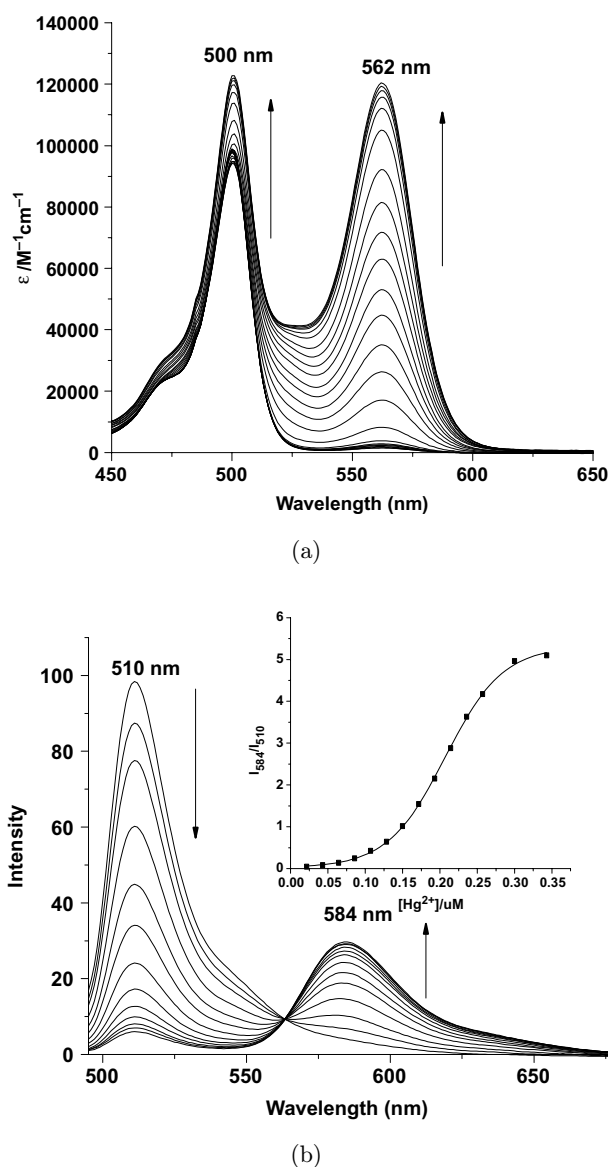 140000
120000
100000
80000
60000
40000
20000
0
ε /M⁻¹cm⁻¹
500 nm
562 nm
450 500 550 600 650
Wavelength (nm)
(a)
100
80
60
40
20
0
Intensity
510 nm
584 nm
6
5
4
3
2
1
0
I₅₈₄/I₅₁₀
0.00 0.05 0.10 0.15 0.20 0.25 0.30 0.35
[Hg²⁺]/uM
500 550 600 650
Wavelength (nm)
(b)